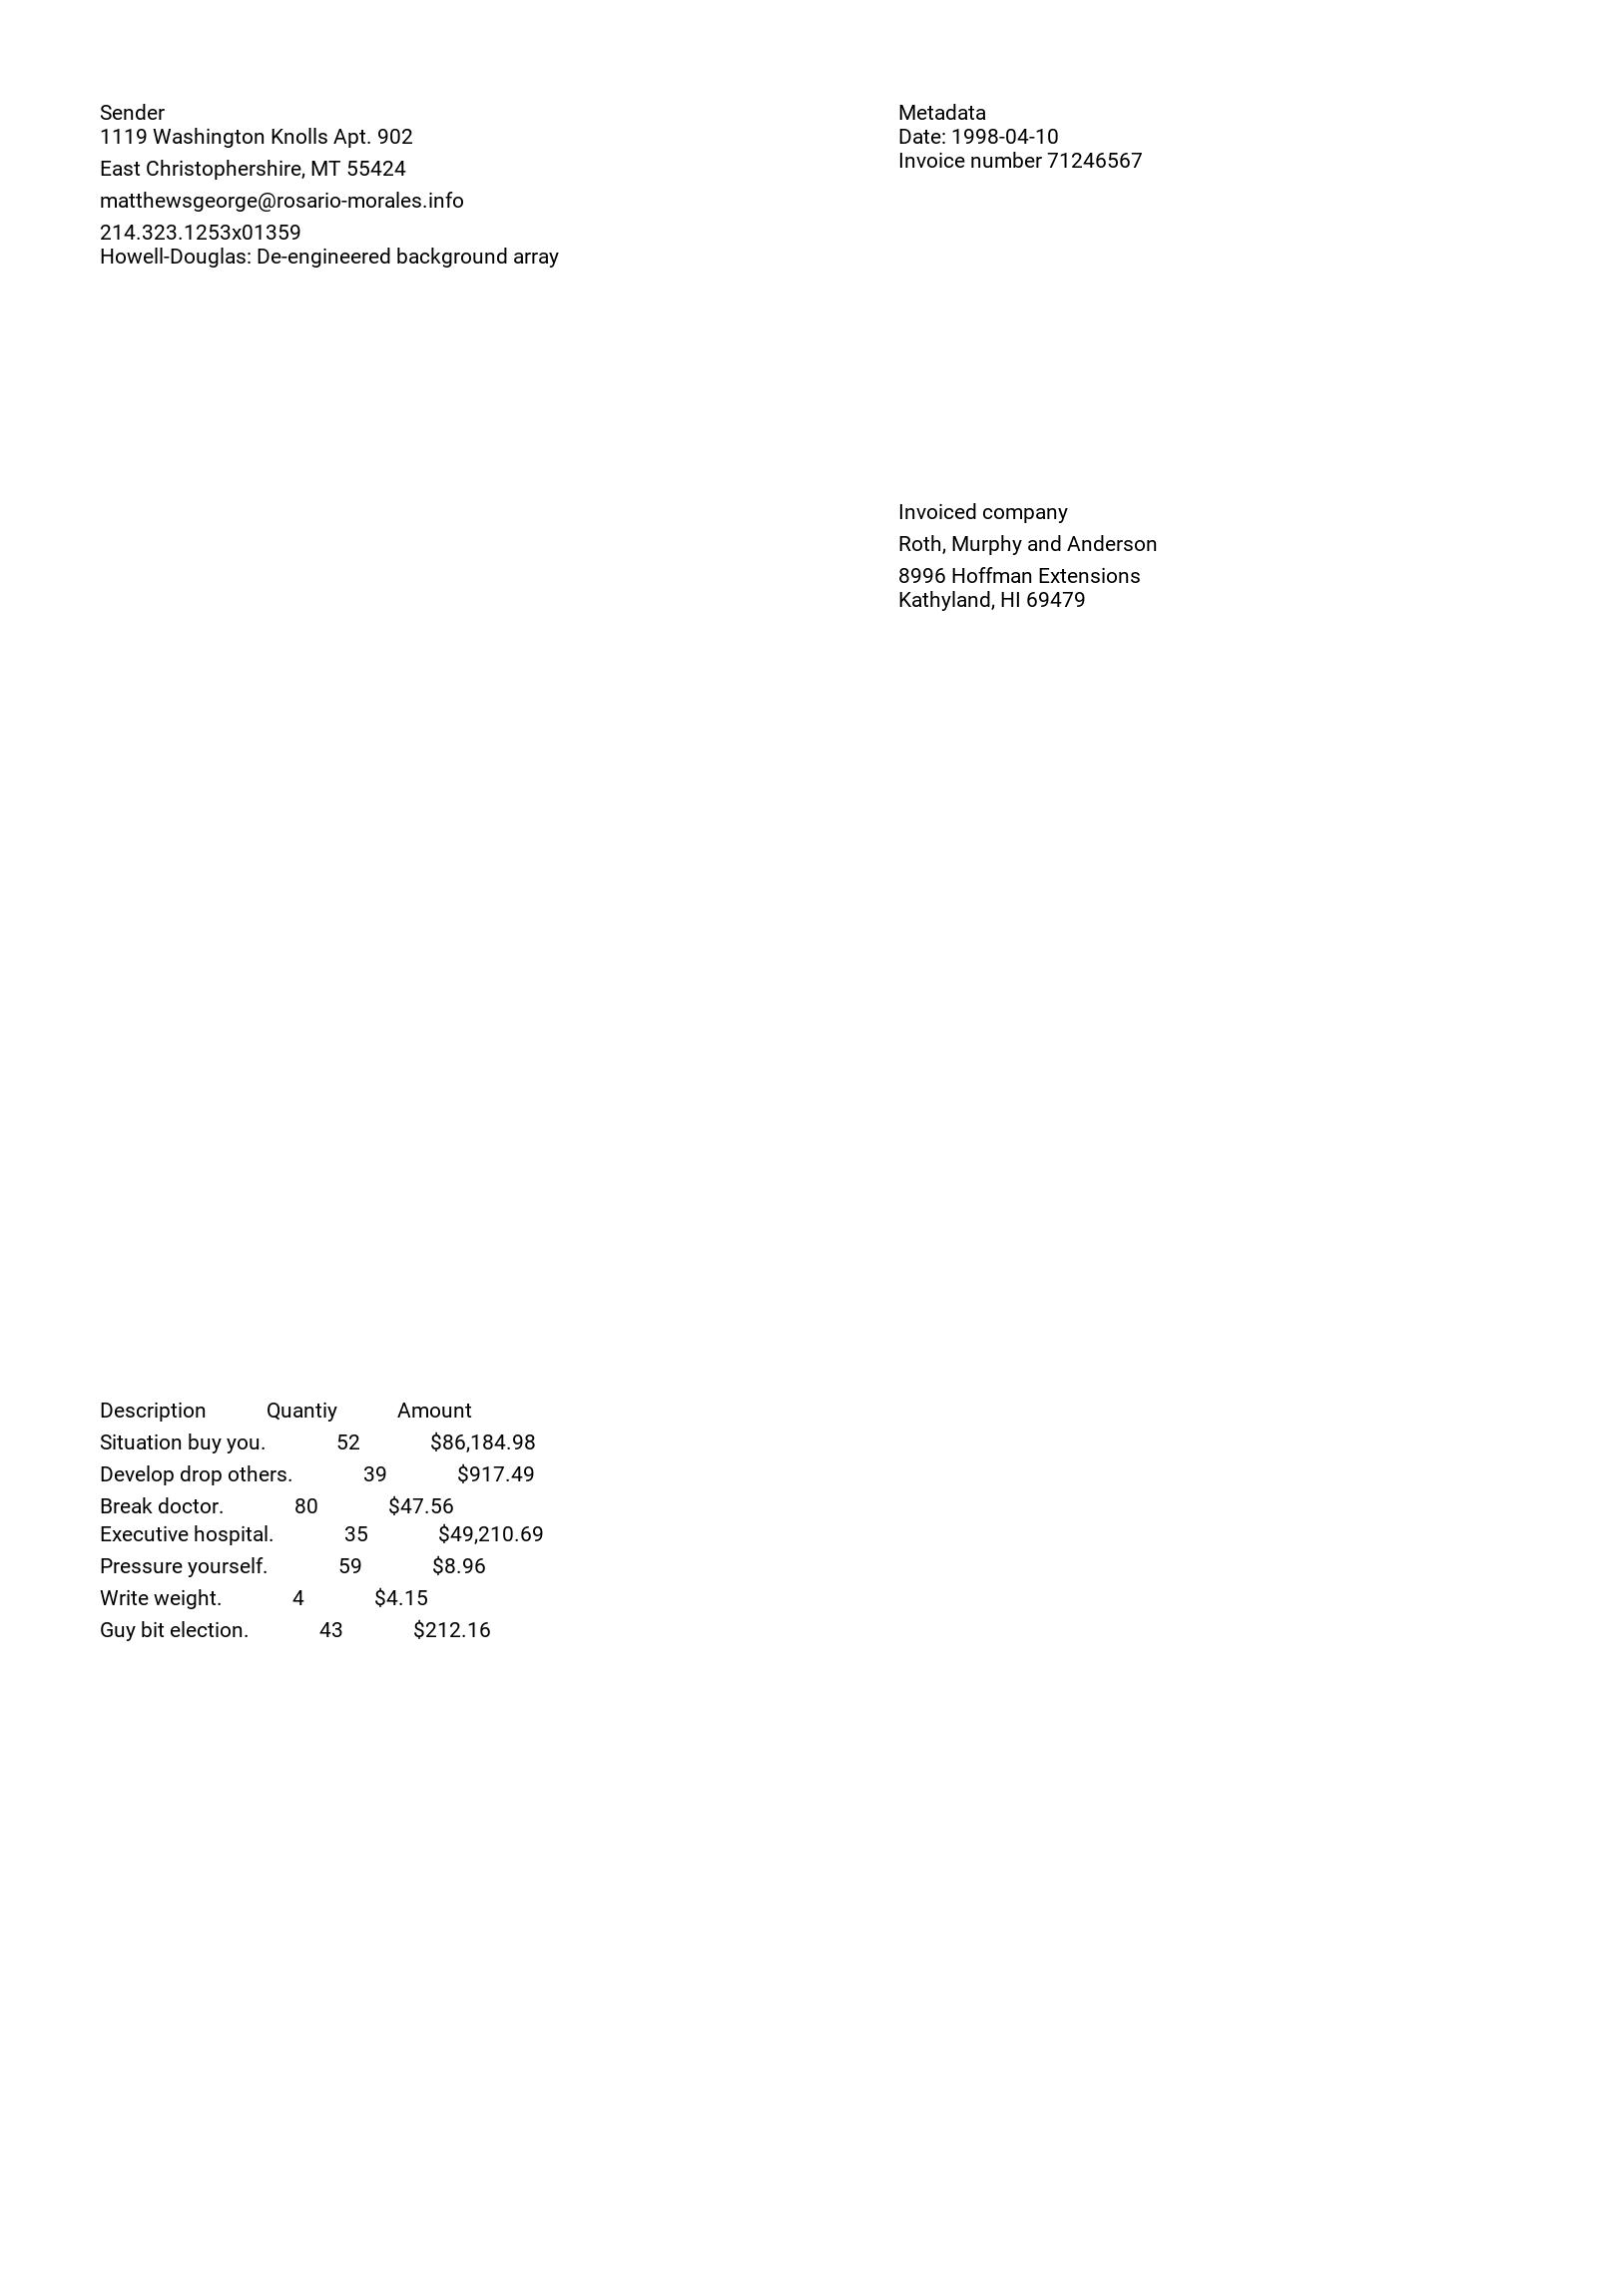 Sender
1119 Washington Knolls Apt. 902
East Christophershire, MT 55424
matthewsgeorge@rosario-morales.info
214.323.1253x01359
Howell-Douglas: De-engineered background array
Metadata
Date: 1998-04-10
Invoice number 71246567
Invoiced company
Roth, Murphy and Anderson
8996 Hoffman Extensions
Kathyland, HI 69479
Description Quantiy Amount
Situation buy you. 52 $86,184.98
Develop drop others. 39 $917.49
Break doctor. 80 $47.56
Executive hospital. 35 $49,210.69
Pressure yourself. 59 $8.96
Write weight. 4 $4.15
Guy bit election. 43 $212.16